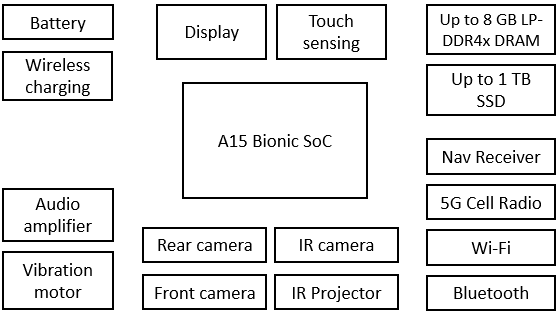 Battery
Wireless
charging
Display
Touch
sensing
Up to 8 GB LP-
DDR4x DRAM
Up to 1 TB
SSD
A15 Bionic SoC
Nav Receiver
5G Cell Radio
Wi-Fi
Bluetooth
Audio
amplifier
Vibration
motor
Rear camera
IR camera
Front camera
IR Projector